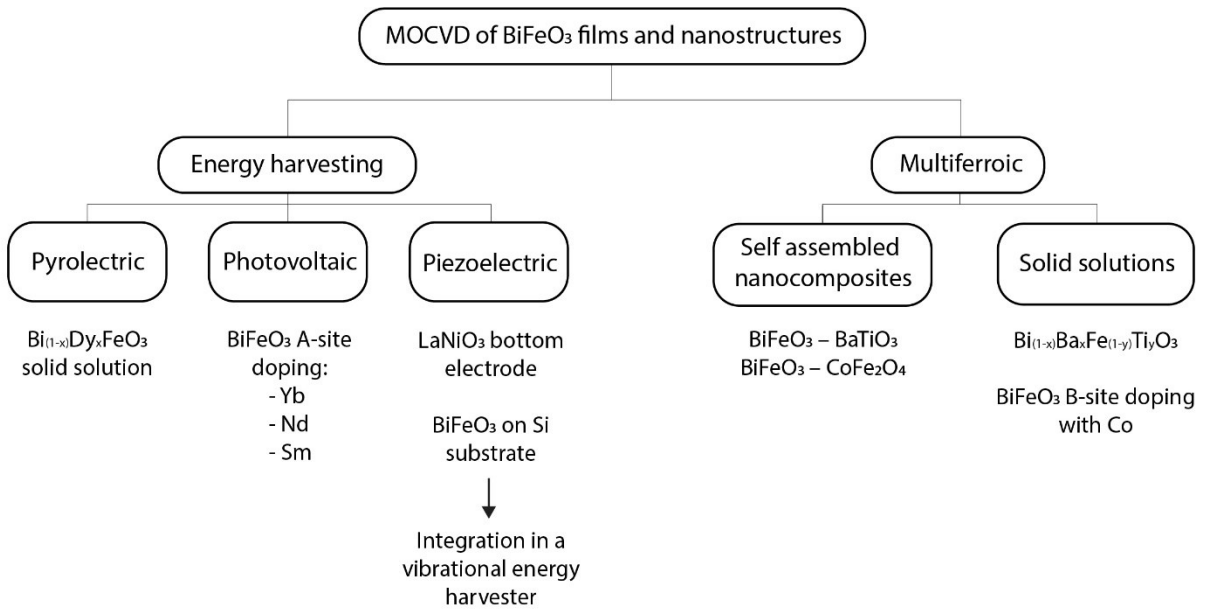 MOCVD of BiFeO₃ films and nanostructures
Energy harvesting
Multiferroic
Pyrolectric
Photovoltaic
Piezoelectric
Self assembled
nanocomposites
Solid solutions
Bi₍₁₋ₓ₎DyₓFeO₃
solid solution
BiFeO₃ A-site
doping:
- Yb
- Nd
- Sm
LaNiO₃ bottom
electrode
BiFeO₃ on Si
substrate
Integration in a
vibrational energy
harvester
BiFeO₃ – BaTiO₃
BiFeO₃ – CoFe₂O₄
Bi₍₁₋ₓ₎BaₓFe₍₁₋ᵧ₎TiᵧO₃
BiFeO₃ B-site doping
with Co